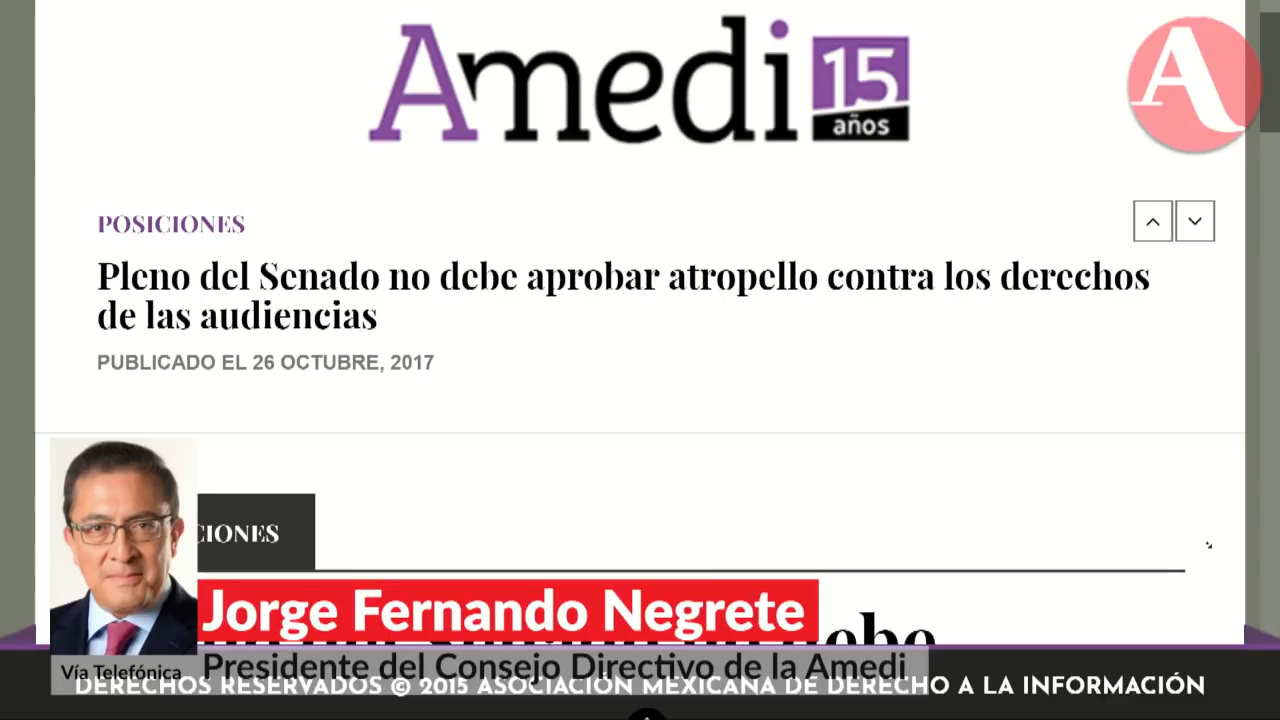 Amedi 15 años
A
POSICIONES
Pleno del Senado no debe aprobar atropello contra los derechos
de las audiencias
PUBLICADO EL 26 OCTUBRE, 2017
CIONES
Jorge Fernando Negrete
Presidente del Consejo Directivo de la Amedi
Vía Telefónica
DERECHOS RESERVADOS © 2015 ASOCIACIÓN MEXICANA DE DERECHO A LA INFORMACIÓN